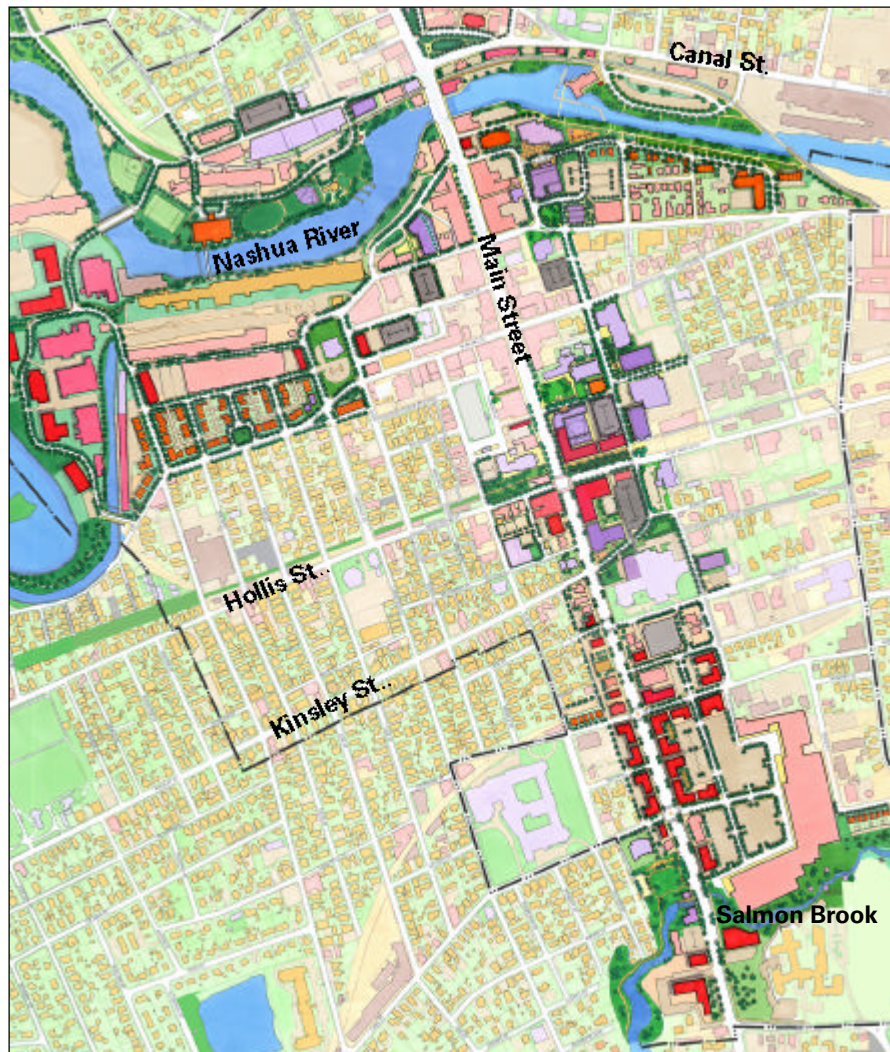 Canal St.
Nashua River
Main Street
Hollis St..
Kinsley St..
Salmon Brook